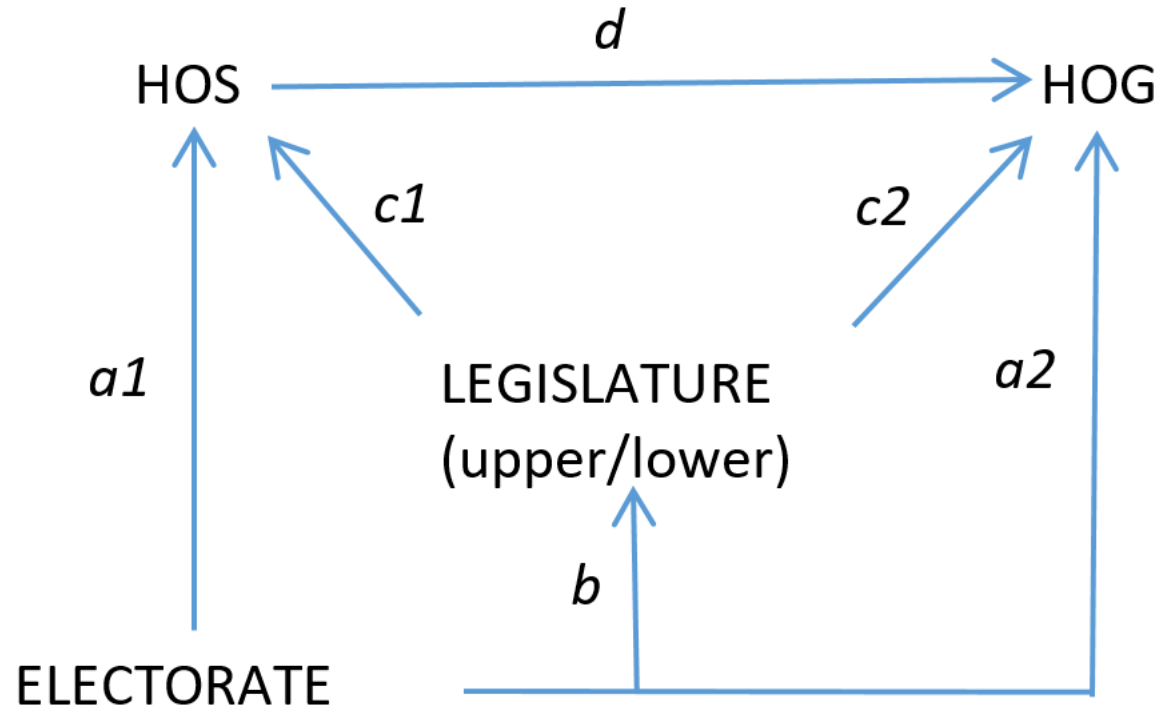 d
HOS
HOG
c1
c2
a1
LEGISLATURE
(upper/lower)
a2
b
ELECTORATE